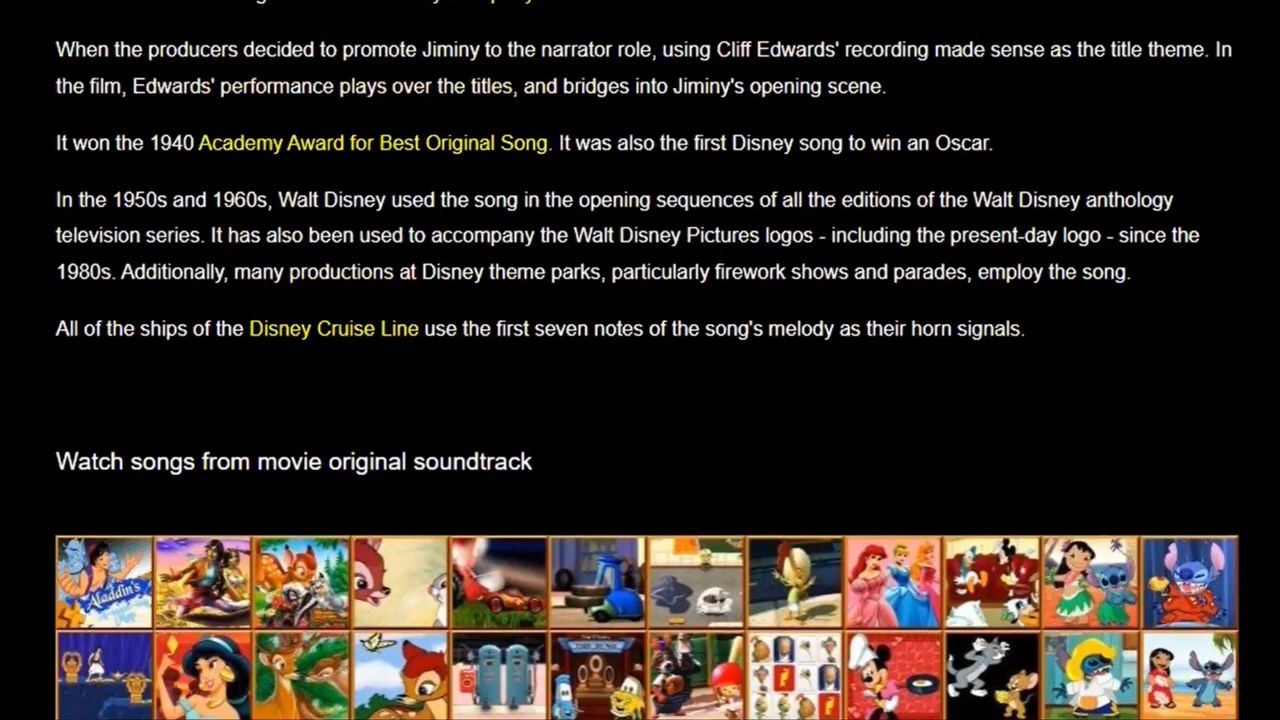 When the producers decided to promote Jiminy to the narrator role, using Cliff Edwards' recording made sense as the title theme. In
the film, Edwards' performance plays over the titles, and bridges into Jiminy's opening scene.
It won the 1940 Academy Award for Best Original Song. It was also the first Disney song to win an Oscar.
In the 1950s and 1960s, Walt Disney used the song in the opening sequences of all the editions of the Walt Disney anthology
television series. It has also been used to accompany the Walt Disney Pictures logos - including the present-day logo - since the
1980s. Additionally, many productions at Disney theme parks, particularly firework shows and parades, employ the song.
All of the ships of the Disney Cruise Line use the first seven notes of the song's melody as their horn signals.
Watch songs from movie original soundtrack
Aladdin's